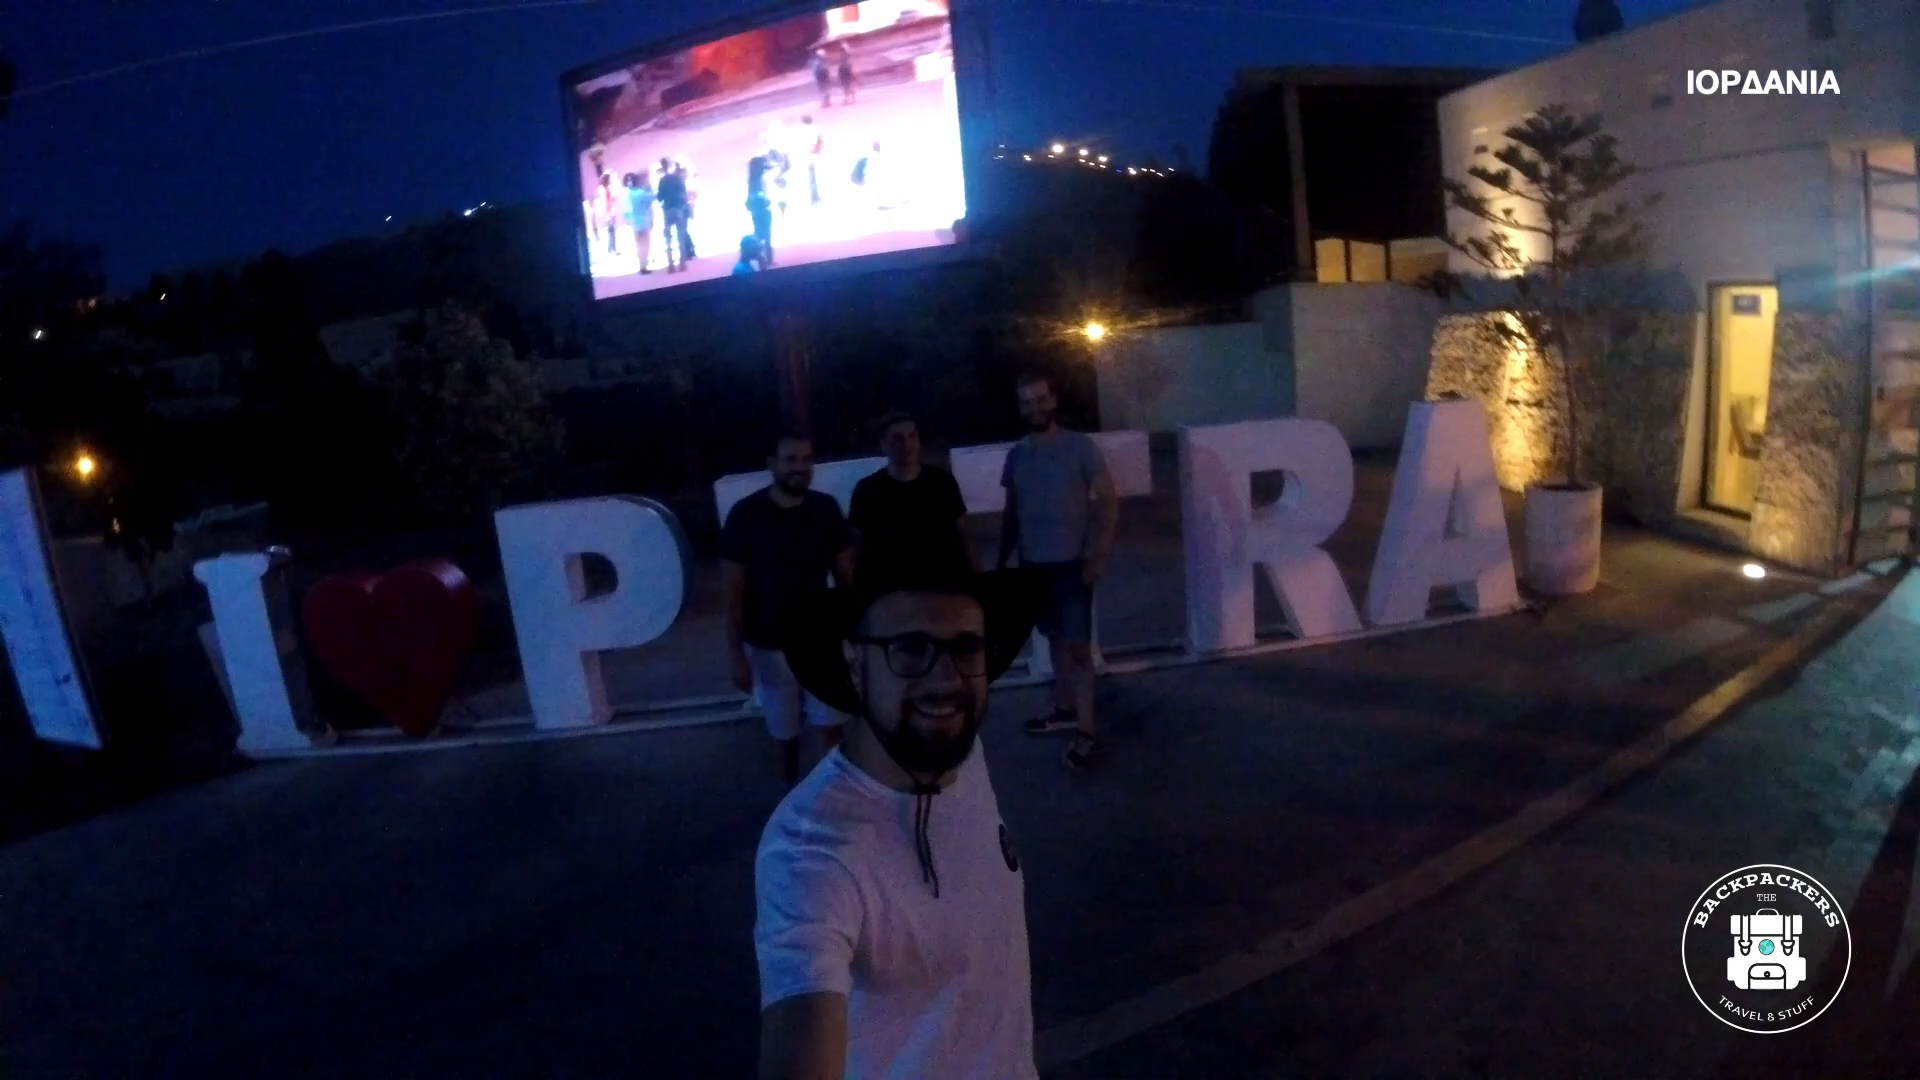 ΙΟΡΔΑΝΙΑ
I ❤ PETRA
THE
BACKPACKERS
TRAVEL & STUFF